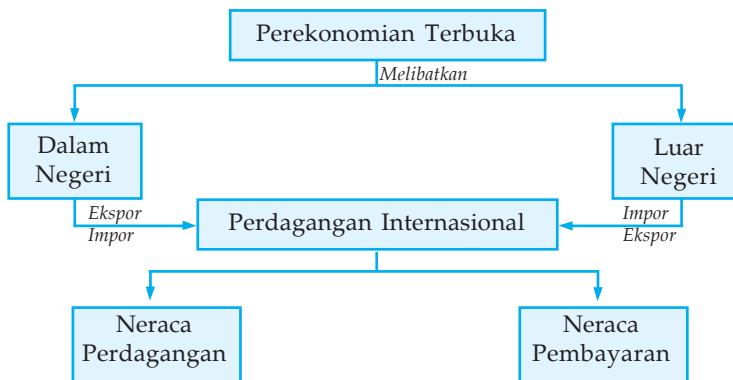 Perekonomian Terbuka
Melibatkan
Dalam
Negeri
Luar
Negeri
Ekspor
Impor
Perdagangan Internasional
Impor
Ekspor
Neraca
Perdagangan
Neraca
Pembayaran